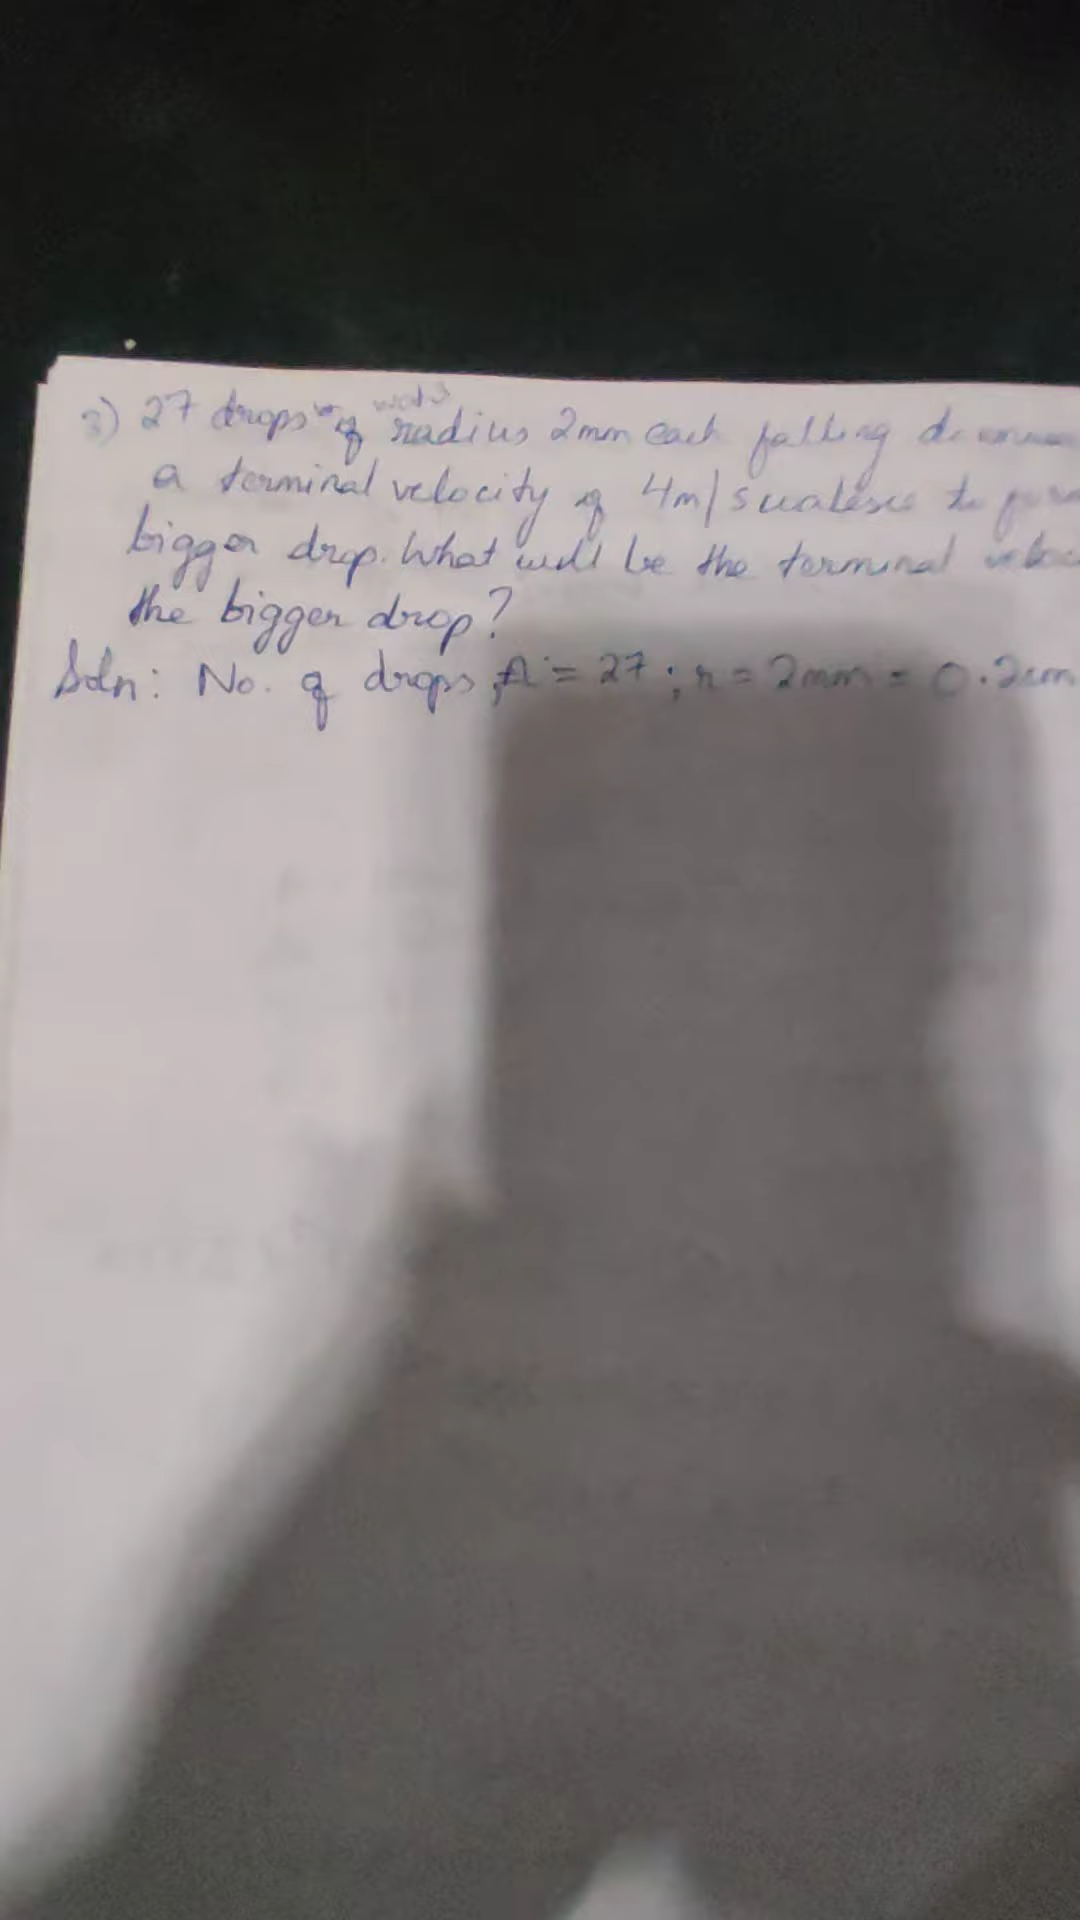 3) 27 drops of water radius 2mm each falling
a terminal velocity of 4m/s coalesce to
bigger drop. What will be the terminal
the bigger drop?
Soln: No. of drops, = 27; r = 2mm = 0.2cm